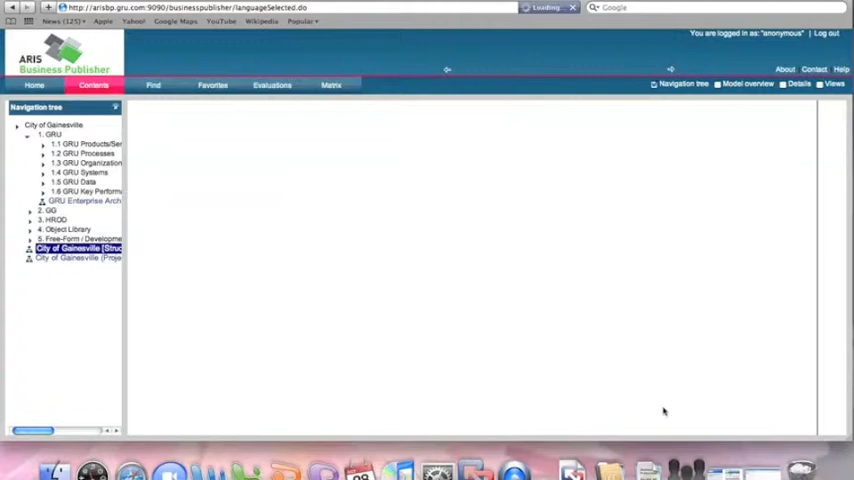 http://arisbp.gru.com:9090/businesspublisher/languageSelected.do
Loading...
Google
News (125) Apple Yahoo! Google Maps YouTube Wikipedia Popular
You are logged in as: "anonymous" | Log out
ARIS
Business Publisher
About | Contact | Help
Home Contents Find Favorites Evaluations Matrix
Navigation tree Model overview Details Views
Navigation tree
City of Gainesville
1. GRU
1.1 GRU Products/Ser
1.2 GRU Processes
1.3 GRU Organization
1.4 GRU Systems
1.5 GRU Data
1.6 GRU Key Perform
GRU Enterprise Arch
2. GG
3. HROD
4. Object Library
5. Free-Form / Developme
City of Gainesville [Struc
City of Gainesville (Proje